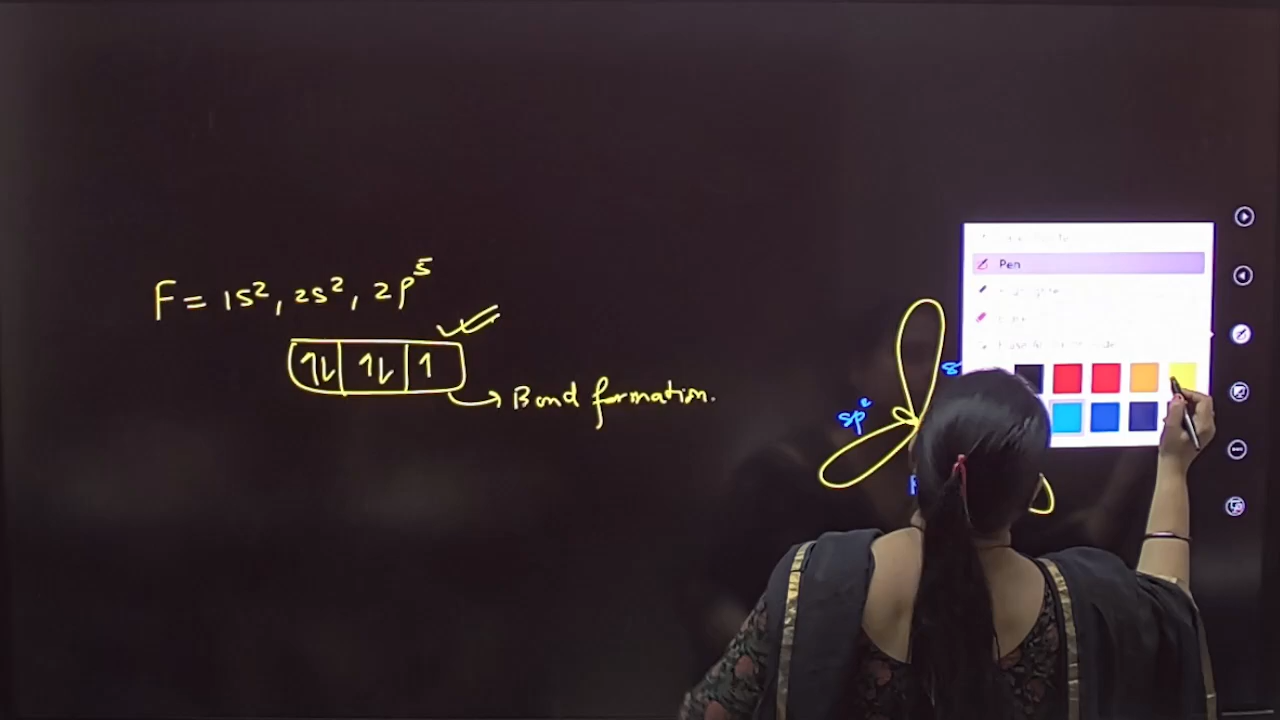 F = 1s², 2s², 2p⁵
↿⇂ ↿⇂ ↿
Bond formation.
sp²
Pen